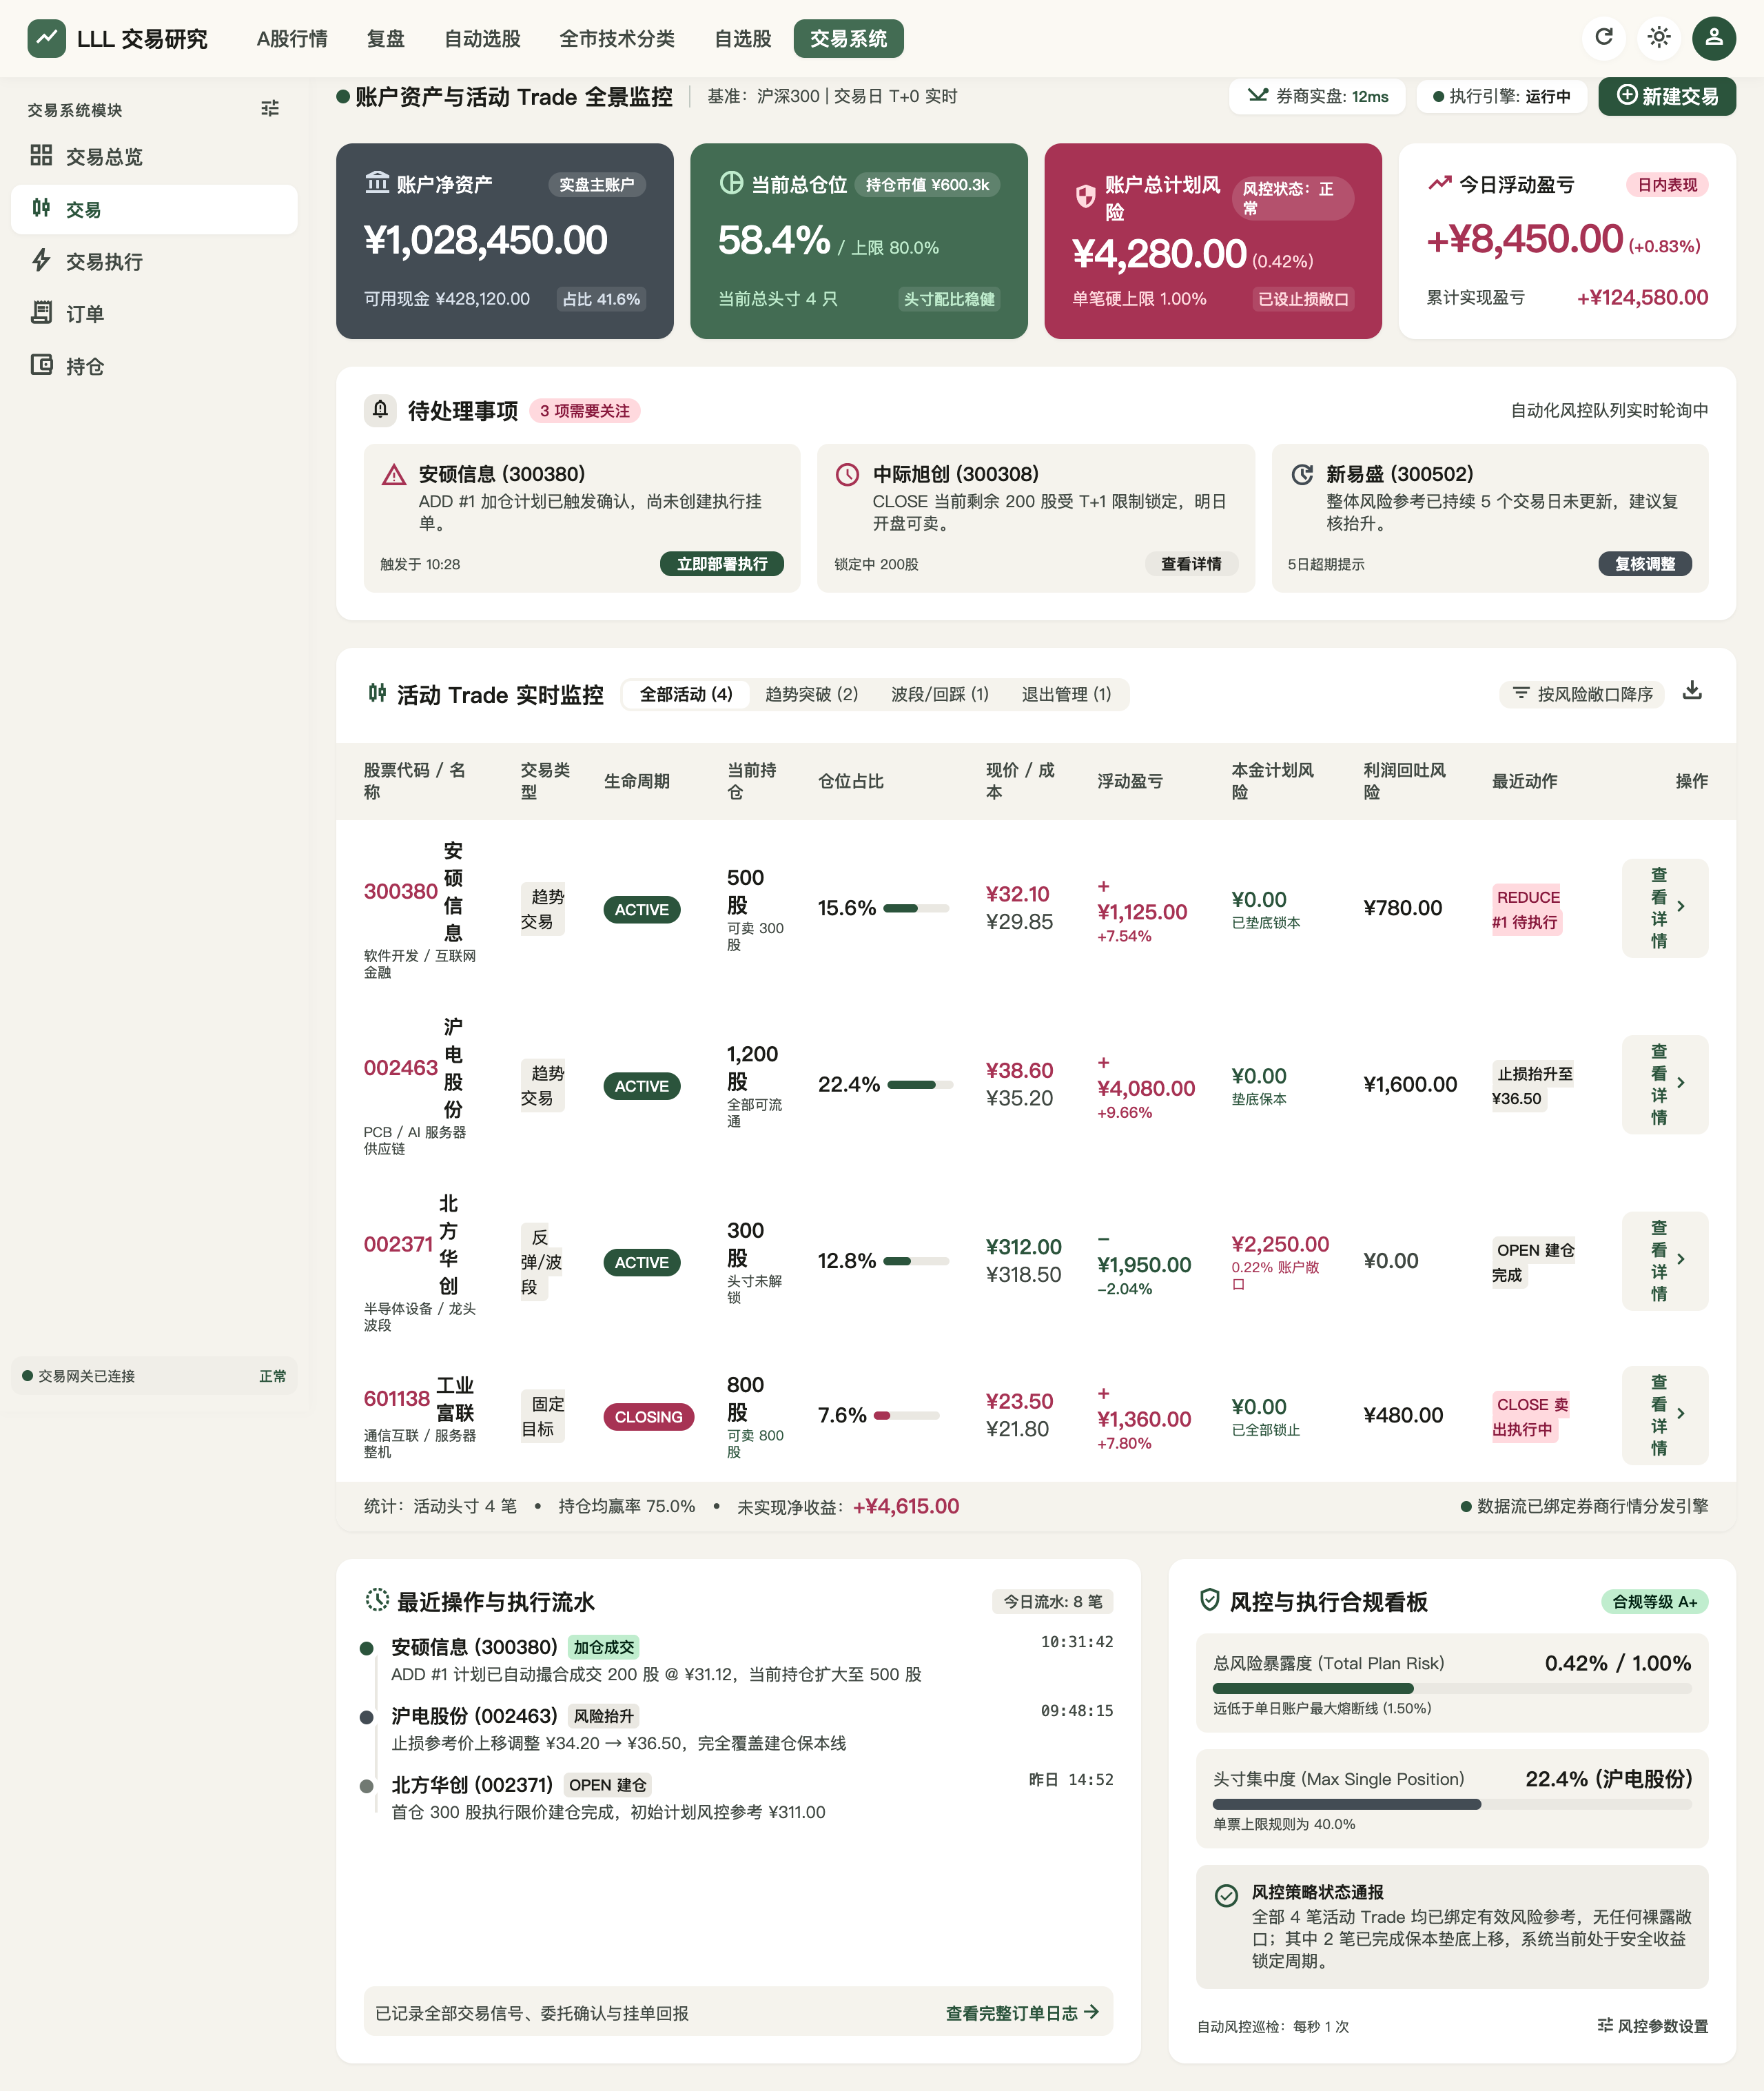 LLL 交易研究
A股行情
复盘
自动选股
全市技术分类
自选股
交易系统
交易系统模块
交易总览
交易
交易执行
订单
持仓
交易网关已连接
正常
账户资产与活动 Trade 全景监控
基准：沪深300 | 交易日 T+0 实时
券商实盘: 12ms
执行引擎: 运行中
新建交易
账户净资产
实盘主账户
¥1,028,450.00
可用现金 ¥428,120.00
占比 41.6%
当前总仓位
持仓市值 ¥600.3k
58.4% / 上限 80.0%
当前总头寸 4 只
头寸配比稳健
账户总计划风
险
风控状态：正
常
¥4,280.00 (0.42%)
单笔硬上限 1.00%
已设止损敞口
今日浮动盈亏
日内表现
+¥8,450.00 (+0.83%)
累计实现盈亏
+¥124,580.00
待处理事项
3 项需要关注
自动化风控队列实时轮询中
安硕信息 (300380)
ADD #1 加仓计划已触发确认，尚未创建执行挂
单。
触发于 10:28
立即部署执行
中际旭创 (300308)
CLOSE 当前剩余 200 股受 T+1 限制锁定，明日
开盘可卖。
锁定中 200股
查看详情
新易盛 (300502)
整体风险参考已持续 5 个交易日未更新，建议复
核抬升。
5日超期提示
复核调整
活动 Trade 实时监控
全部活动 (4)
趋势突破 (2)
波段/回踩 (1)
退出管理 (1)
按风险敞口降序
股票代码 / 名
称
交易类
型
生命周期
当前持
仓
仓位占比
现价 / 成
本
浮动盈亏
本金计划风
险
利润回吐风
险
最近动作
操作
300380
安
硕
信
息
软件开发 / 互联网
金融
趋势
交易
ACTIVE
500
股
可卖 300
股
15.6%
¥32.10
¥29.85
+
¥1,125.00
+7.54%
¥0.00
已垫底锁本
¥780.00
REDUCE
#1 待执行
查
看
详
情
002463
沪
电
股
份
PCB / AI 服务器
供应链
趋势
交易
ACTIVE
1,200
股
全部可流
通
22.4%
¥38.60
¥35.20
+
¥4,080.00
+9.66%
¥0.00
垫底保本
¥1,600.00
止损抬升至
¥36.50
查
看
详
情
002371
北
方
华
创
半导体设备 / 龙头
波段
反
弹/波
段
ACTIVE
300
股
头寸未解
锁
12.8%
¥312.00
¥318.50
−
¥1,950.00
−2.04%
¥2,250.00
0.22% 账户敞
口
¥0.00
OPEN 建仓
完成
查
看
详
情
601138
工业
富联
通信互联 / 服务器
整机
固定
目标
CLOSING
800
股
可卖 800
股
7.6%
¥23.50
¥21.80
+
¥1,360.00
+7.80%
¥0.00
已全部锁止
¥480.00
CLOSE 卖
出执行中
查
看
详
情
统计：活动头寸 4 笔 • 持仓均赢率 75.0% • 未实现净收益：+¥4,615.00
数据流已绑定券商行情分发引擎
最近操作与执行流水
今日流水: 8 笔
安硕信息 (300380) 加仓成交
10:31:42
ADD #1 计划已自动撮合成交 200 股 @ ¥31.12，当前持仓扩大至 500 股
沪电股份 (002463) 风险抬升
09:48:15
止损参考价上移调整 ¥34.20 → ¥36.50，完全覆盖建仓保本线
北方华创 (002371) OPEN 建仓
昨日 14:52
首仓 300 股执行限价建仓完成，初始计划风控参考 ¥311.00
已记录全部交易信号、委托确认与挂单回报
查看完整订单日志
风控与执行合规看板
合规等级 A+
总风险暴露度 (Total Plan Risk)
0.42% / 1.00%
远低于单日账户最大熔断线 (1.50%)
头寸集中度 (Max Single Position)
22.4% (沪电股份)
单票上限规则为 40.0%
风控策略状态通报
全部 4 笔活动 Trade 均已绑定有效风险参考，无任何裸露敞
口；其中 2 笔已完成保本垫底上移，系统当前处于安全收益
锁定周期。
自动风控巡检：每秒 1 次
风控参数设置